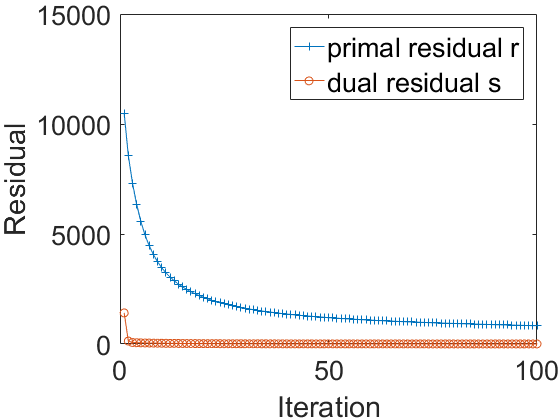 15000
10000
5000
0
0
50
100
Residual
Iteration
primal residual r
dual residual s